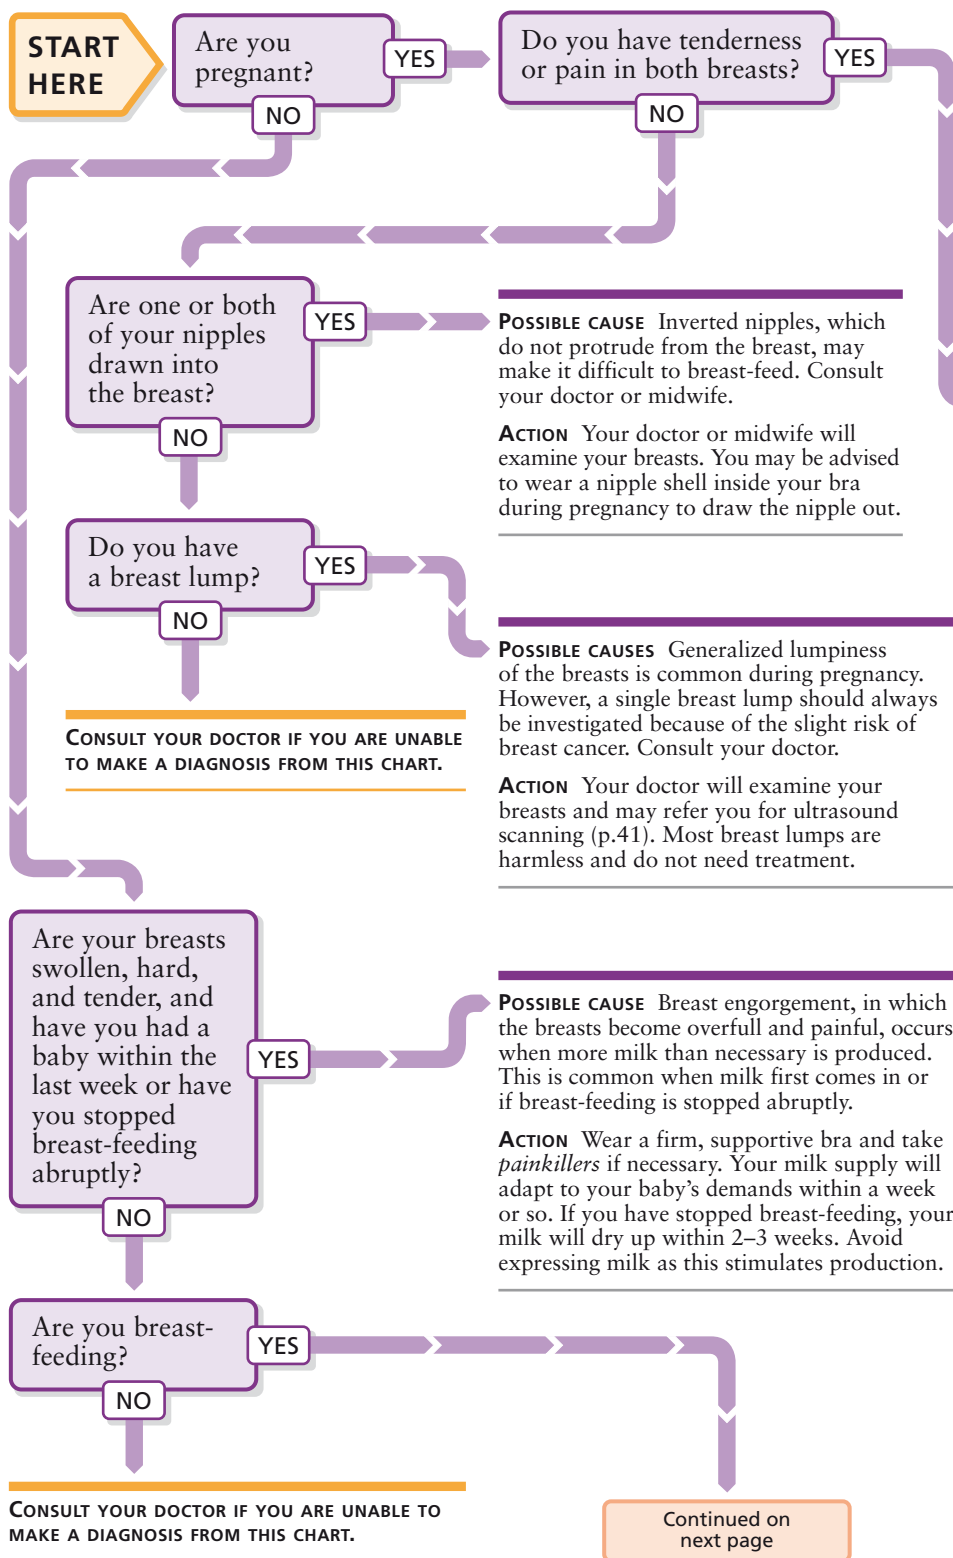 START
HERE
Are you
pregnant?
YES
NO
Do you have tenderness
or pain in both breasts?
YES
NO
Are one or both
of your nipples
drawn into
the breast?
YES
NO
POSSIBLE CAUSE Inverted nipples, which
do not protrude from the breast, may
make it difficult to breast-feed. Consult
your doctor or midwife.
ACTION Your doctor or midwife will
examine your breasts. You may be advised
to wear a nipple shell inside your bra
during pregnancy to draw the nipple out.
Do you have
a breast lump?
YES
NO
POSSIBLE CAUSES Generalized lumpiness
of the breasts is common during pregnancy.
However, a single breast lump should always
be investigated because of the slight risk of
breast cancer. Consult your doctor.
ACTION Your doctor will examine your
breasts and may refer you for ultrasound
scanning (p.41). Most breast lumps are
harmless and do not need treatment.
CONSULT YOUR DOCTOR IF YOU ARE UNABLE
TO MAKE A DIAGNOSIS FROM THIS CHART.
Are your breasts
swollen, hard,
and tender, and
have you had a
baby within the
last week or have
you stopped
breast-feeding
abruptly?
YES
NO
POSSIBLE CAUSE Breast engorgement, in which
the breasts become overfull and painful, occurs
when more milk than necessary is produced.
This is common when milk first comes in or
if breast-feeding is stopped abruptly.
ACTION Wear a firm, supportive bra and take
painkillers if necessary. Your milk supply will
adapt to your baby's demands within a week
or so. If you have stopped breast-feeding, your
milk will dry up within 2–3 weeks. Avoid
expressing milk as this stimulates production.
Are you breast-
feeding?
YES
NO
CONSULT YOUR DOCTOR IF YOU ARE UNABLE TO
MAKE A DIAGNOSIS FROM THIS CHART.
Continued on
next page